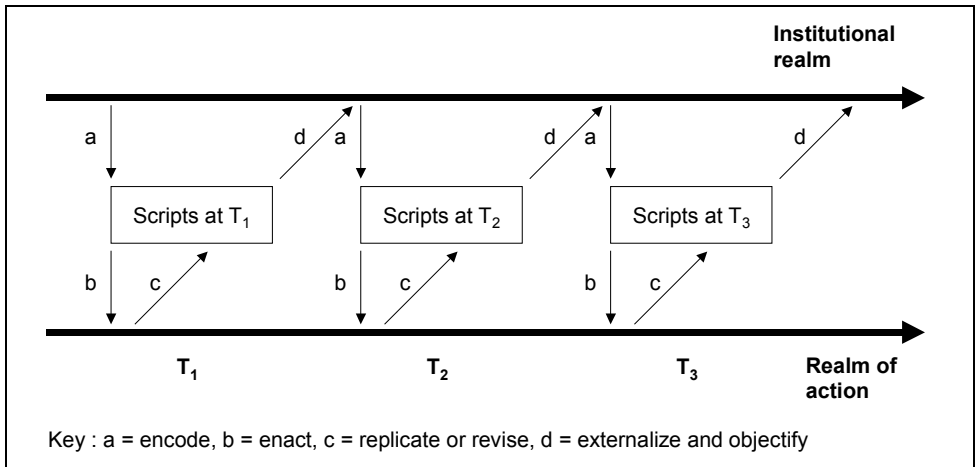 Institutional
realm
a d a d a d
Scripts at T₁ Scripts at T₂ Scripts at T₃
b c b c b c
T₁ T₂ T₃ Realm of
action
Key : a = encode, b = enact, c = replicate or revise, d = externalize and objectify